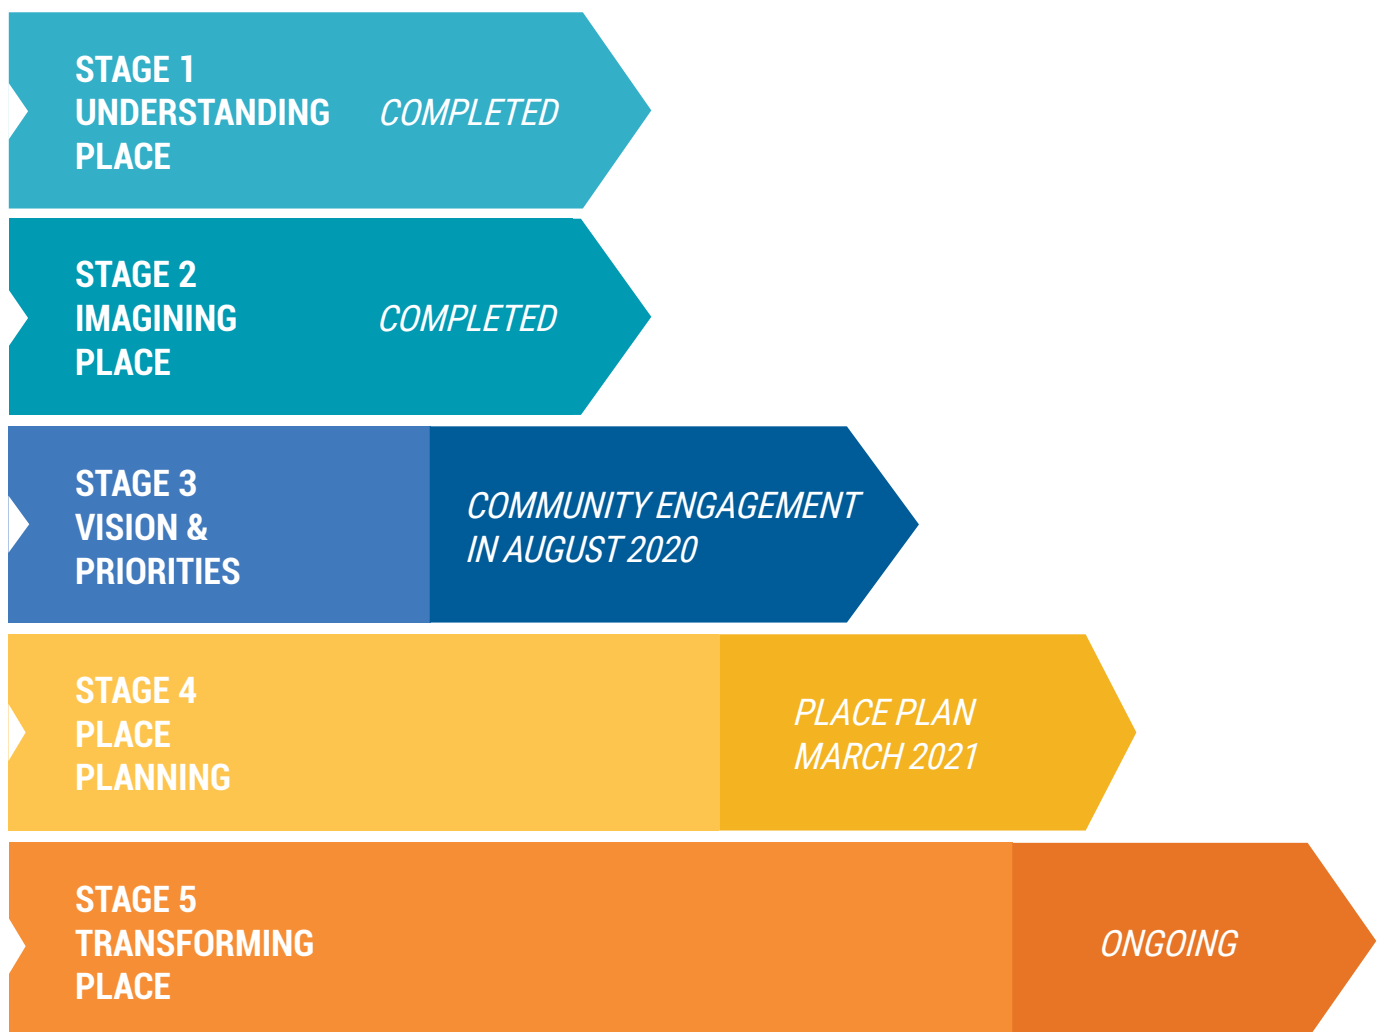 STAGE 1
UNDERSTANDING
PLACE
COMPLETED
STAGE 2
IMAGINING
PLACE
COMPLETED
STAGE 3
VISION &
PRIORITIES
COMMUNITY ENGAGEMENT
IN AUGUST 2020
STAGE 4
PLACE
PLANNING
PLACE PLAN
MARCH 2021
STAGE 5
TRANSFORMING
PLACE
ONGOING